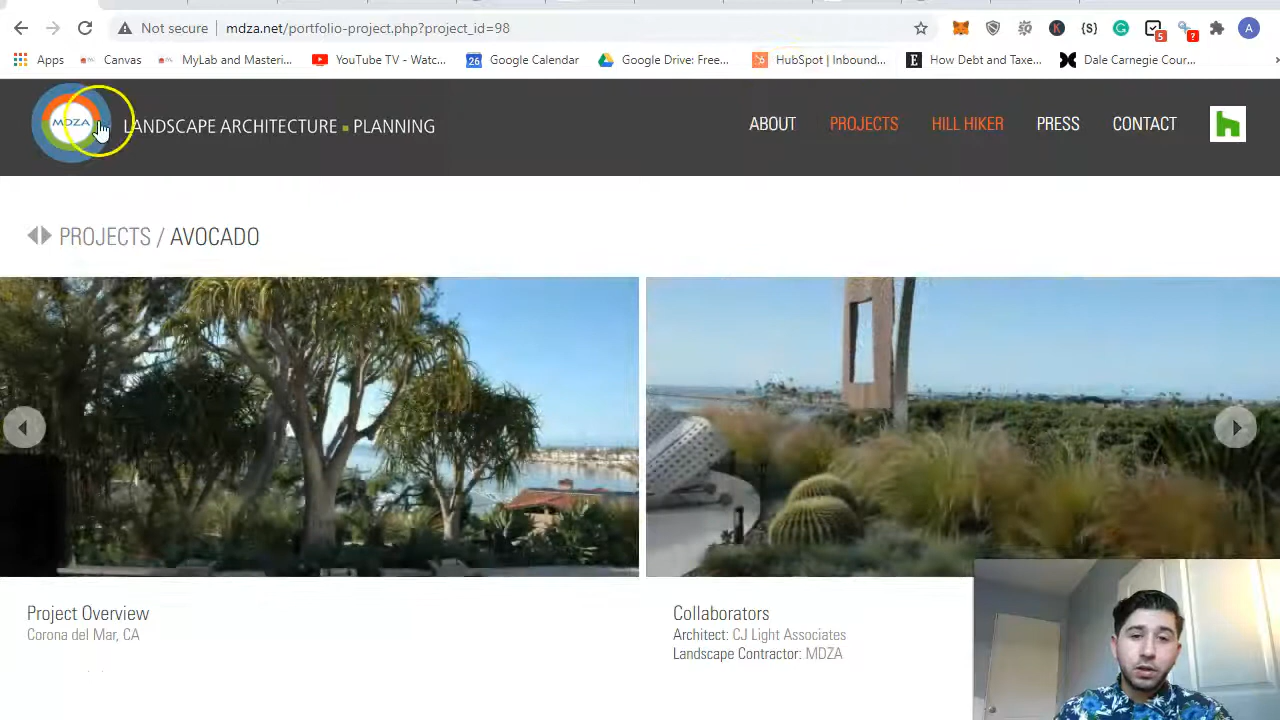 Not secure mdza.net/portfolio-project.php?project_id=98
A
5
?
K
{S}
Apps Canvas MyLab and Masteri... YouTube TV - Watc... 26 Google Calendar Google Drive: Free... HubSpot | Inbound... E How Debt and Taxe... Dale Carnegie Cour...
MDZA LANDSCAPE ARCHITECTURE ▪ PLANNING
ABOUT PROJECTS HILL HIKER PRESS CONTACT
PROJECTS / AVOCADO
Project Overview
Corona del Mar, CA
Collaborators
Architect: CJ Light Associates
Landscape Contractor: MDZA